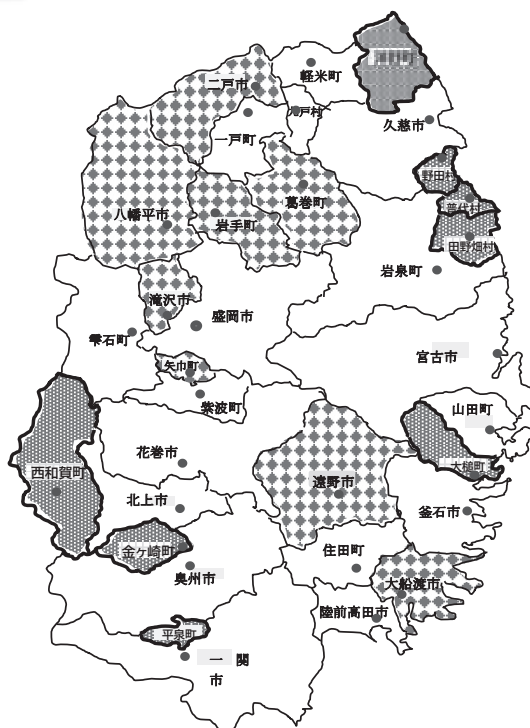 軽米町
二戸市
戸村
久慈市
一戸町
野田村
普代村
葛巻町
八幡平市
岩手町
田野畑村
岩泉町
滝沢市
盛岡市
雫石町
宮古市
矢巾町
紫波町
山田町
花巻市
大槌町
西和賀町
遠野市
北上市
釜石市
金ヶ崎町
住田町
奥州市
大船渡市
陸前高田市
平泉町
一 関
市